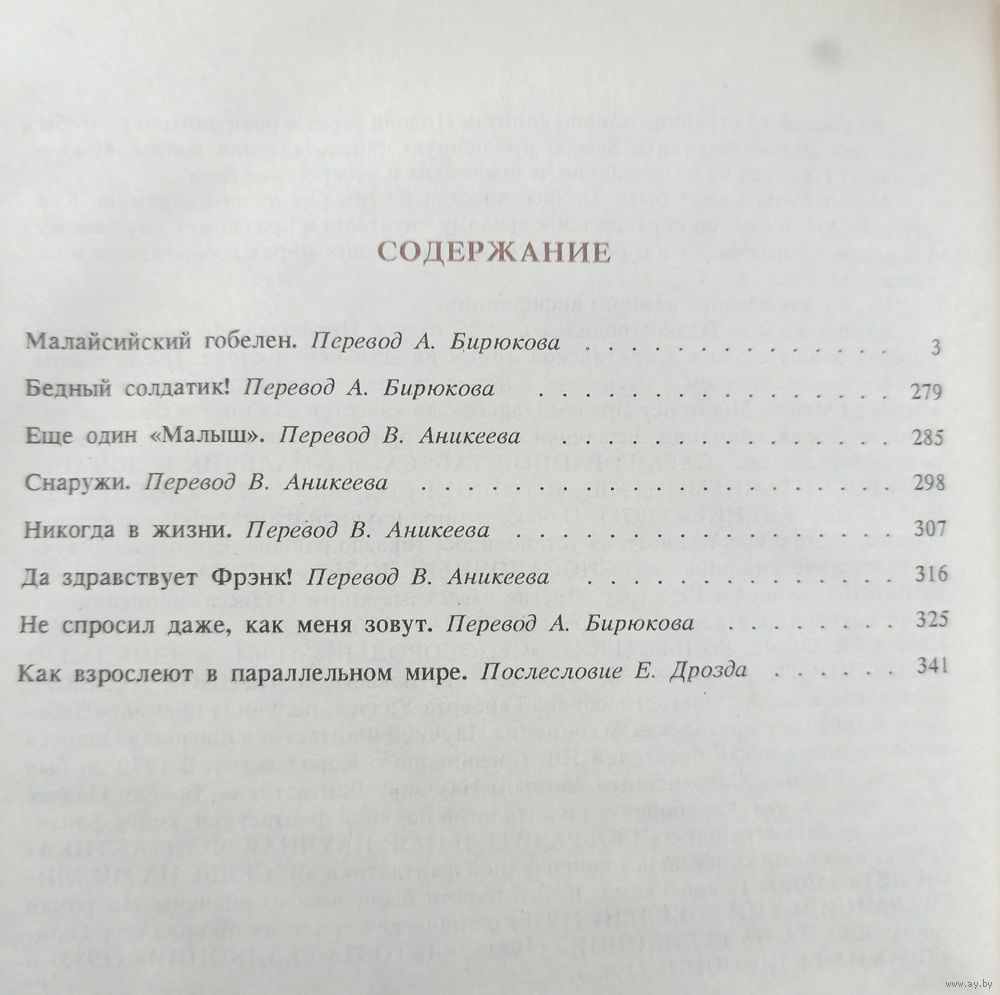 СОДЕРЖАНИЕ
Малайсийский гобелен. Перевод А. Бирюкова . . . . . . . . . . . . . . 3
Бедный солдатик! Перевод А. Бирюкова . . . . . . . . . . . . . . . . 279
Еще один «Малыш». Перевод В. Аникеева . . . . . . . . . . . . . . . 285
Снаружи. Перевод В. Аникеева . . . . . . . . . . . . . . . . . . . . . 298
Никогда в жизни. Перевод В. Аникеева . . . . . . . . . . . . . . . . . 307
Да здравствует Фрэнк! Перевод В. Аникеева . . . . . . . . . . . . . . 316
Не спросил даже, как меня зовут. Перевод А. Бирюкова . . . . . . . . 325
Как взрослеют в параллельном мире. Послесловие Е. Дрозда . . . . . . 341
www.ay.by